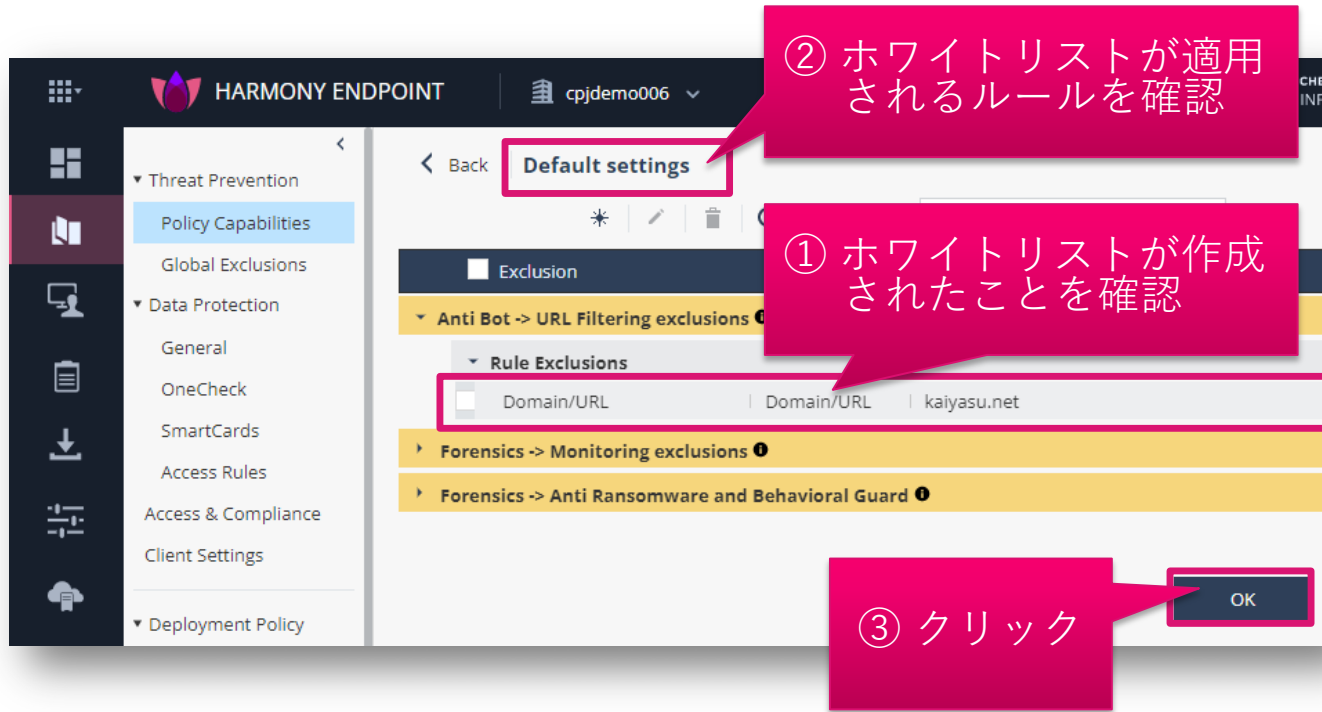 ② ホワイトリストが適用
されるルールを確認
HARMONY ENDPOINT
cpjdemo006
Back
Default settings
Threat Prevention
Policy Capabilities
Global Exclusions
Data Protection
General
OneCheck
SmartCards
Access Rules
Access & Compliance
Client Settings
Deployment Policy
① ホワイトリストが作成
されたことを確認
Exclusion
Anti Bot -> URL Filtering exclusions
Rule Exclusions
Domain/URL Domain/URL kaiyasu.net
Forensics -> Monitoring exclusions
Forensics -> Anti Ransomware and Behavioral Guard
OK
③ クリック